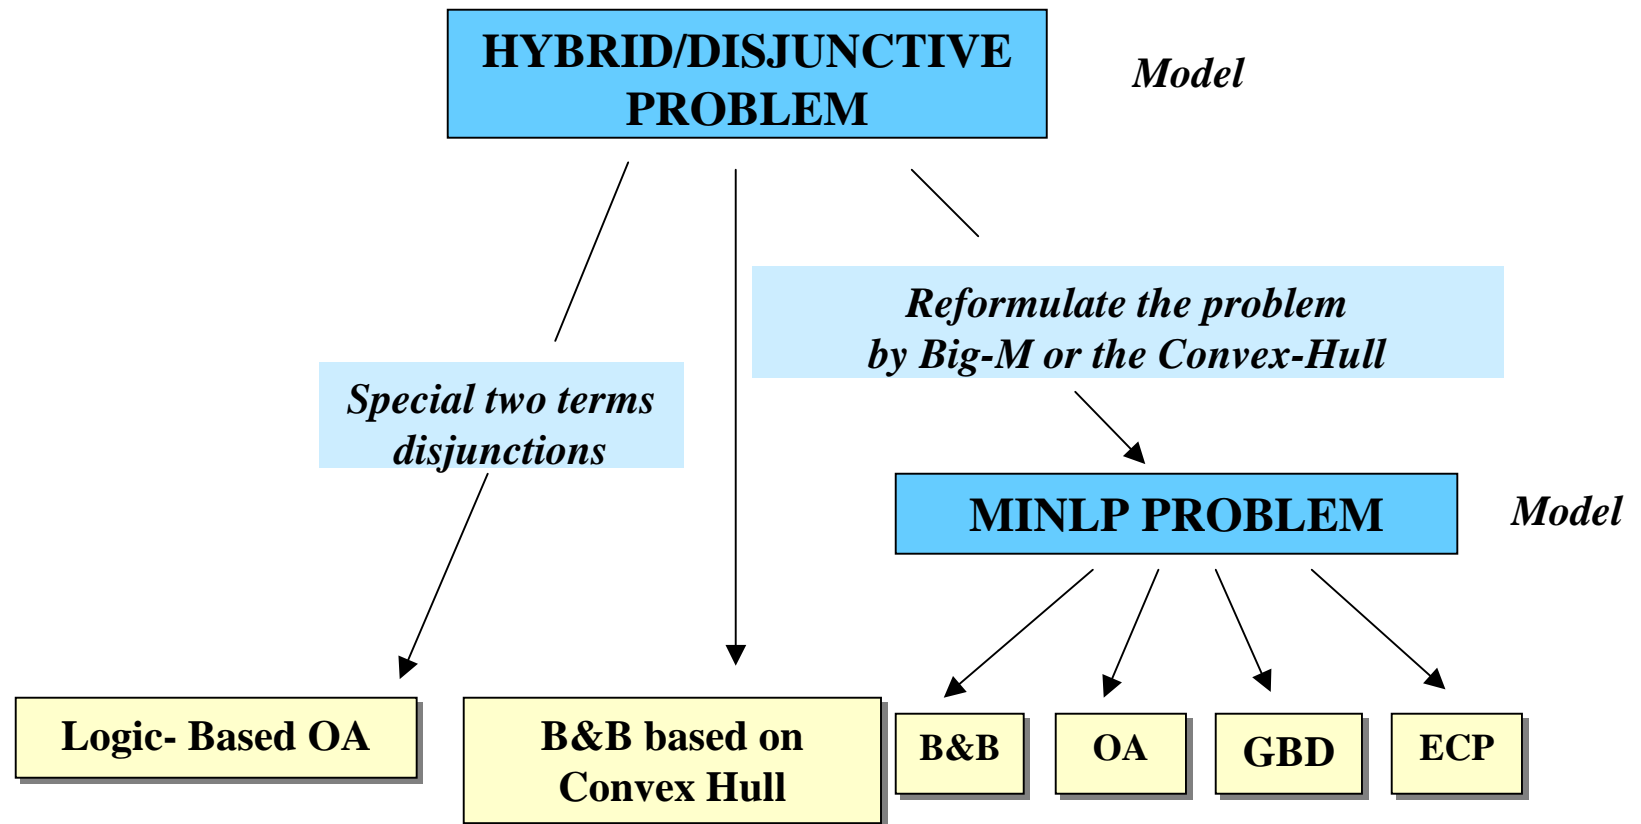 HYBRID/DISJUNCTIVE
PROBLEM
Model
Reformulate the problem
by Big-M or the Convex-Hull
Special two terms
disjunctions
MINLP PROBLEM
Model
Logic- Based OA
B&B based on
Convex Hull
B&B
OA
GBD
ECP